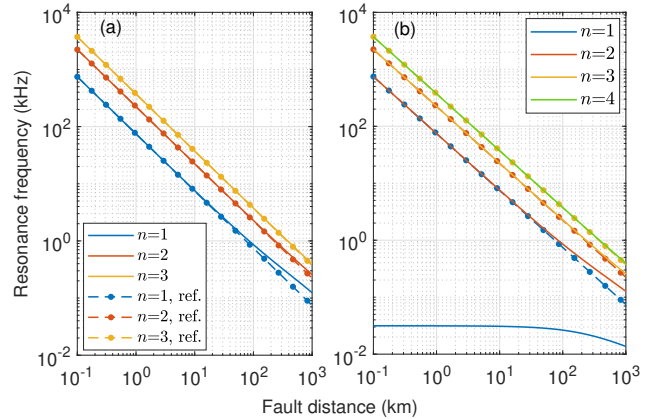 (a)
(b)
Resonance frequency (kHz)
10^4
10^2
10^0
10^-2
n=1
n=2
n=3
n=1, ref.
n=2, ref.
n=3, ref.
10^-1 10^0 10^1 10^2 10^3
10^4
10^2
10^0
10^-2
n=1
n=2
n=3
n=4
10^-1 10^0 10^1 10^2 10^3
Fault distance (km)